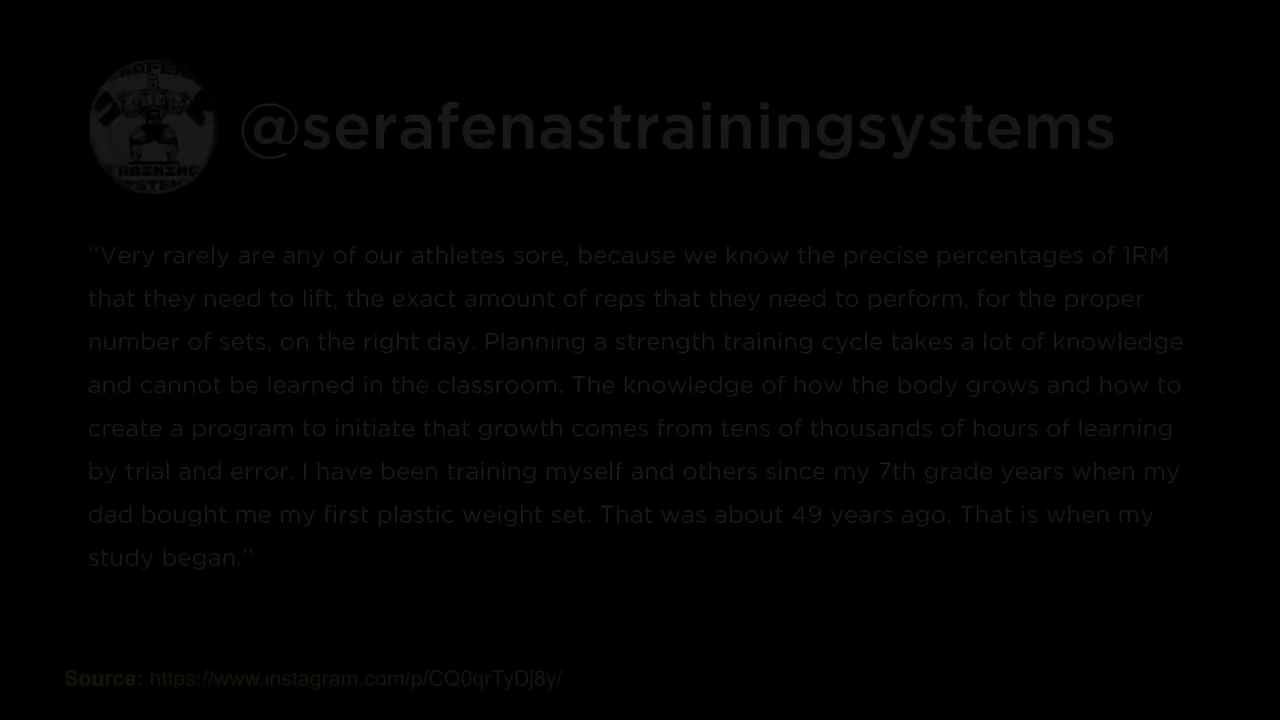 SERAFENA
TRAINING
SYSTEM
@serafenastrainingsystems
“Very rarely are any of our athletes sore, because we know the precise percentages of 1RM
that they need to lift, the exact amount of reps that they need to perform, for the proper
number of sets, on the right day. Planning a strength training cycle takes a lot of knowledge
and cannot be learned in the classroom. The knowledge of how the body grows and how to
create a program to initiate that growth comes from tens of thousands of hours of learning
by trial and error. I have been training myself and others since my 7th grade years when my
dad bought me my first plastic weight set. That was about 49 years ago. That is when my
study began.”
Source: https://www.instagram.com/p/CQ0qrTyDj8y/